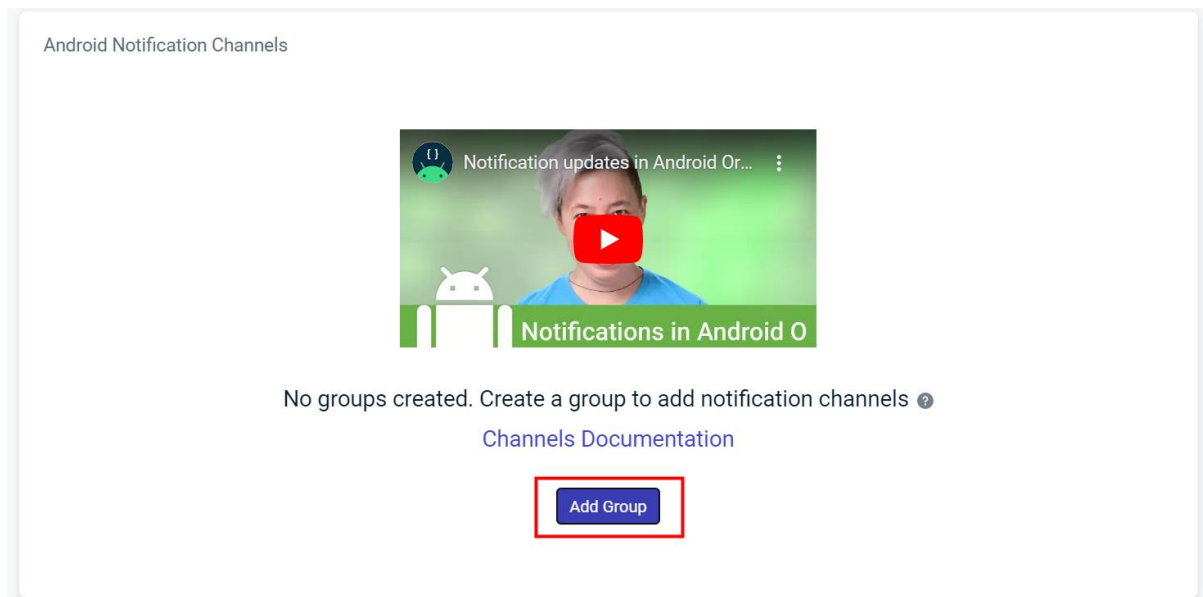 Android Notification Channels
{ }
Notification updates in Android Or...
Notifications in Android O
No groups created. Create a group to add notification channels ?
Channels Documentation
Add Group